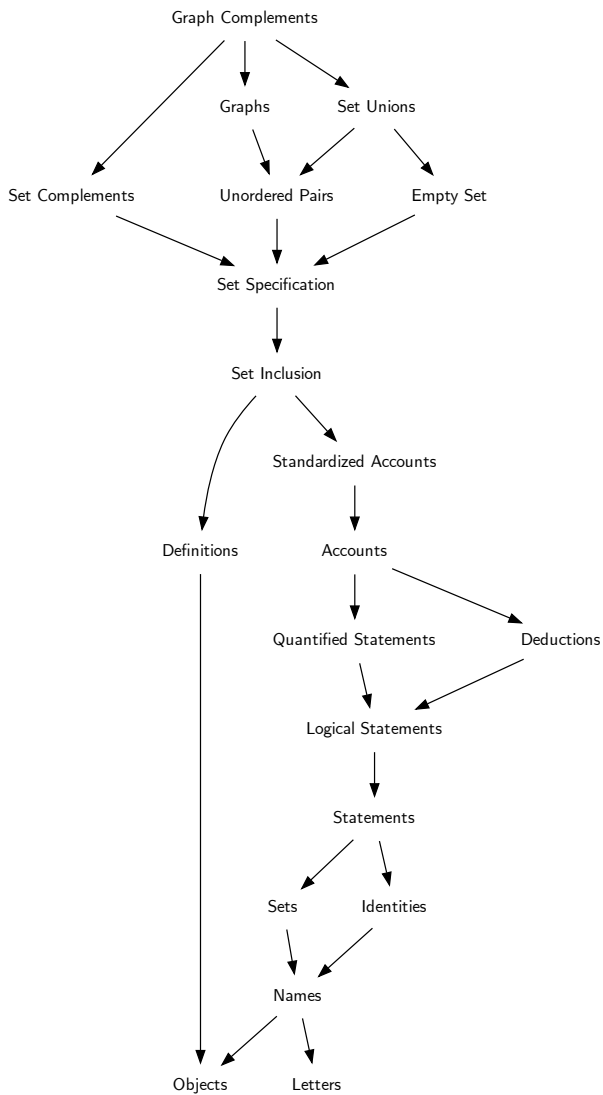 Graph Complements
Graphs
Set Unions
Set Complements
Unordered Pairs
Empty Set
Set Specification
Set Inclusion
Standardized Accounts
Definitions
Accounts
Quantified Statements
Deductions
Logical Statements
Statements
Sets
Identities
Names
Objects
Letters